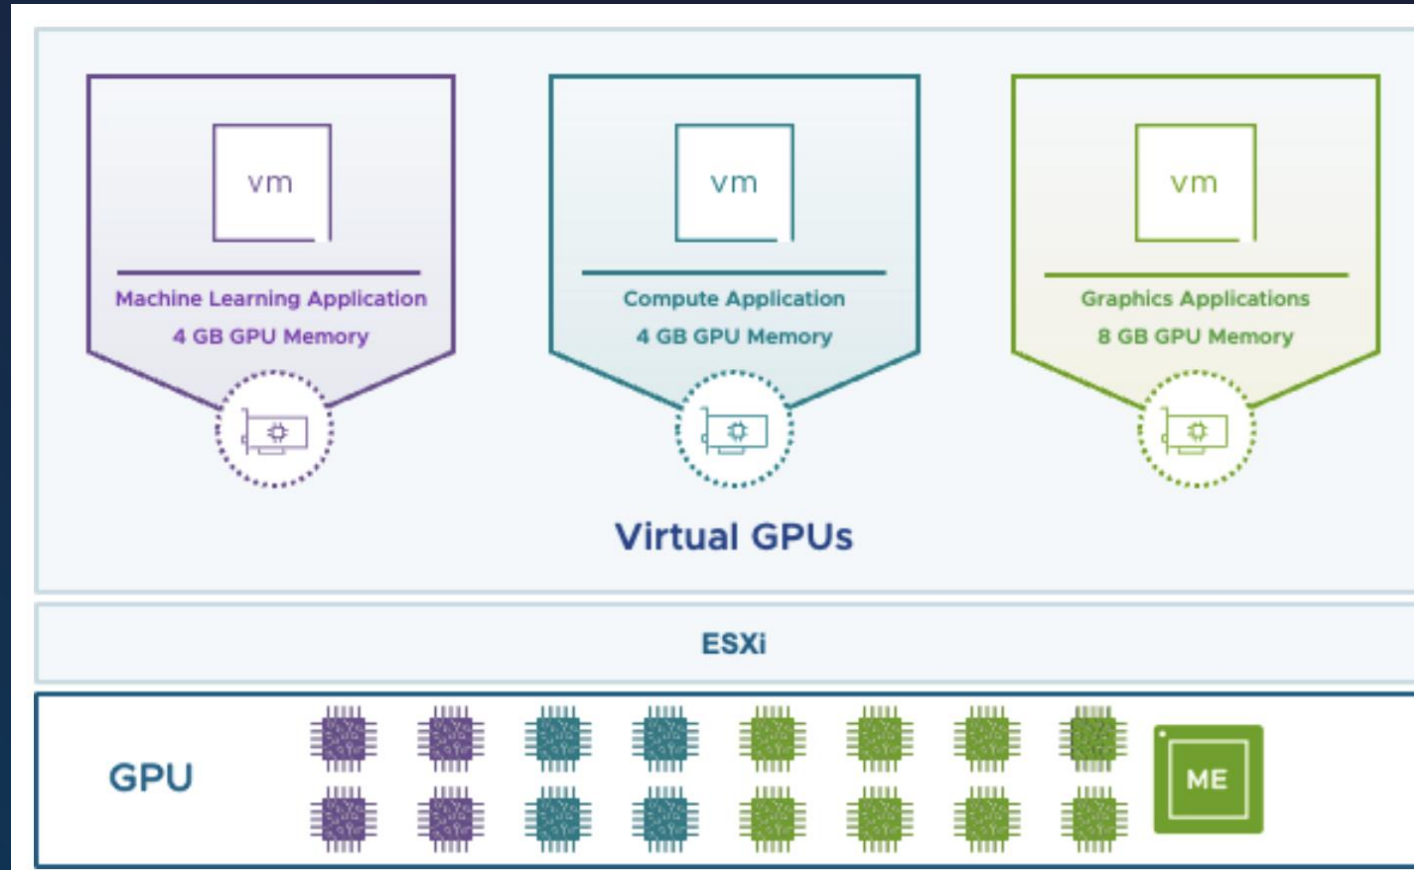 vm
Machine Learning Application
4 GB GPU Memory
vm
Compute Application
4 GB GPU Memory
vm
Graphics Applications
8 GB GPU Memory
Virtual GPUs
ESXi
GPU
ME